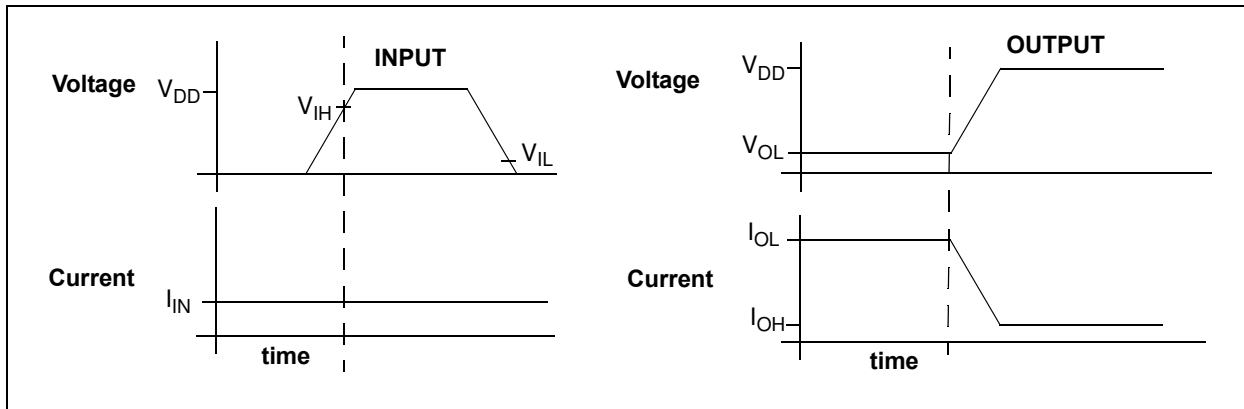 INPUT
Voltage
VDD
VIH
VIL
Current
IIN
time
OUTPUT
Voltage
VDD
VOL
IOL
Current
IOH
time